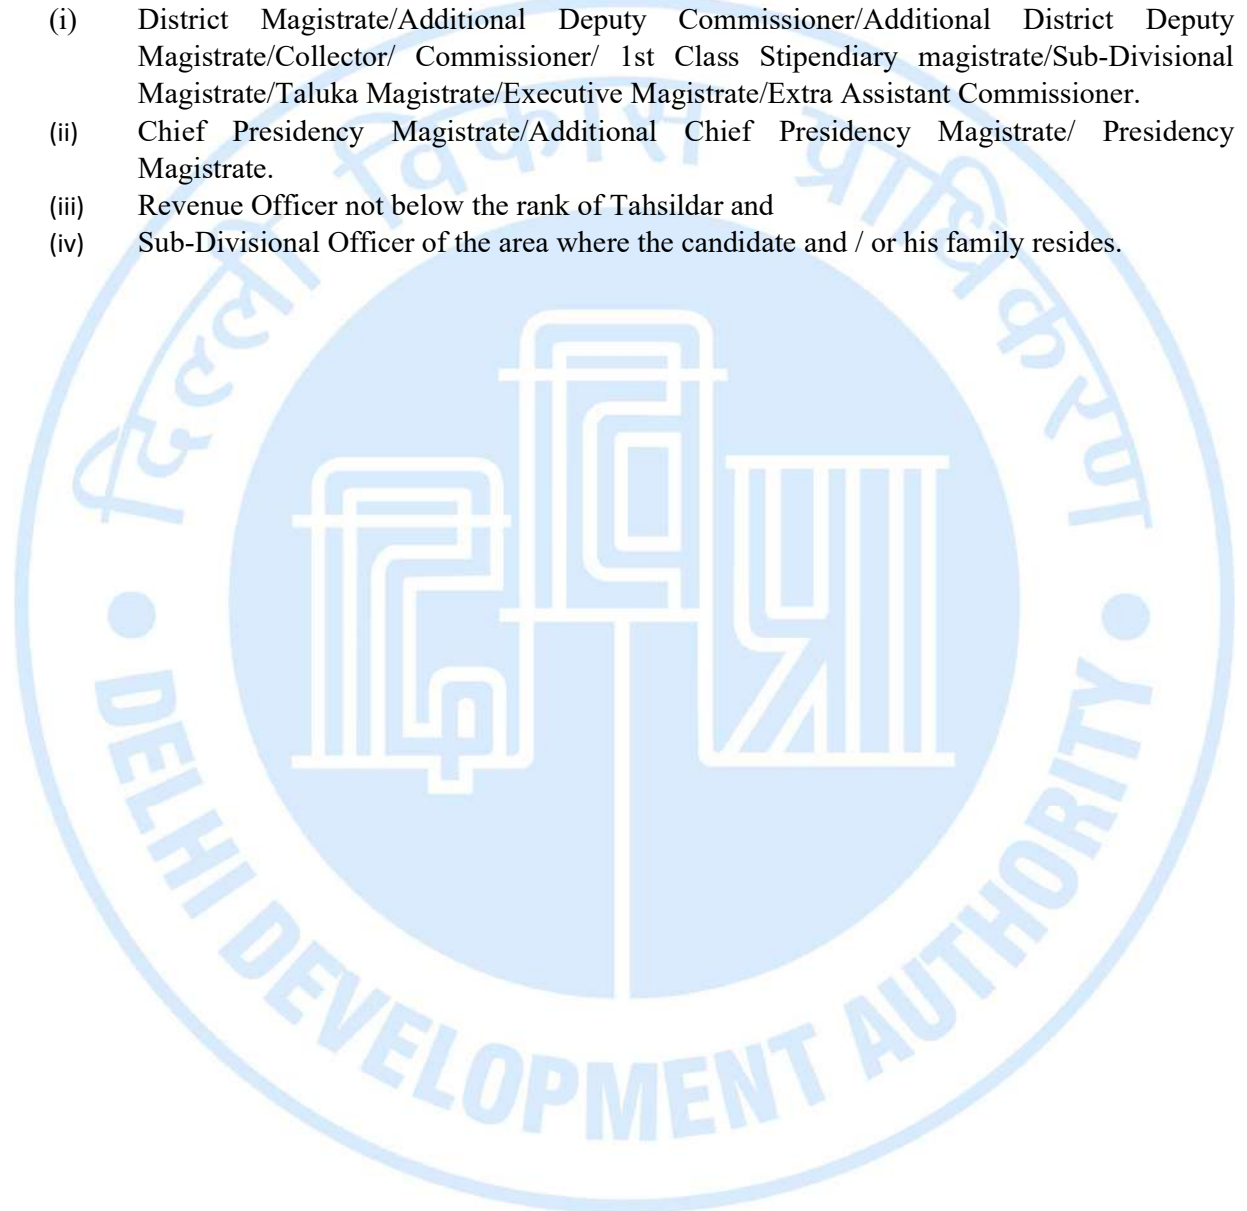 (i) District Magistrate/Additional Deputy Commissioner/Additional District Deputy
Magistrate/Collector/ Commissioner/ 1st Class Stipendiary magistrate/Sub-Divisional
Magistrate/Taluka Magistrate/Executive Magistrate/Extra Assistant Commissioner.
(ii) Chief Presidency Magistrate/Additional Chief Presidency Magistrate/ Presidency
Magistrate.
(iii) Revenue Officer not below the rank of Tahsildar and
(iv) Sub-Divisional Officer of the area where the candidate and / or his family resides.
दिल्ली विकास प्राधिकरण
दविप्रा
DELHI DEVELOPMENT AUTHORITY